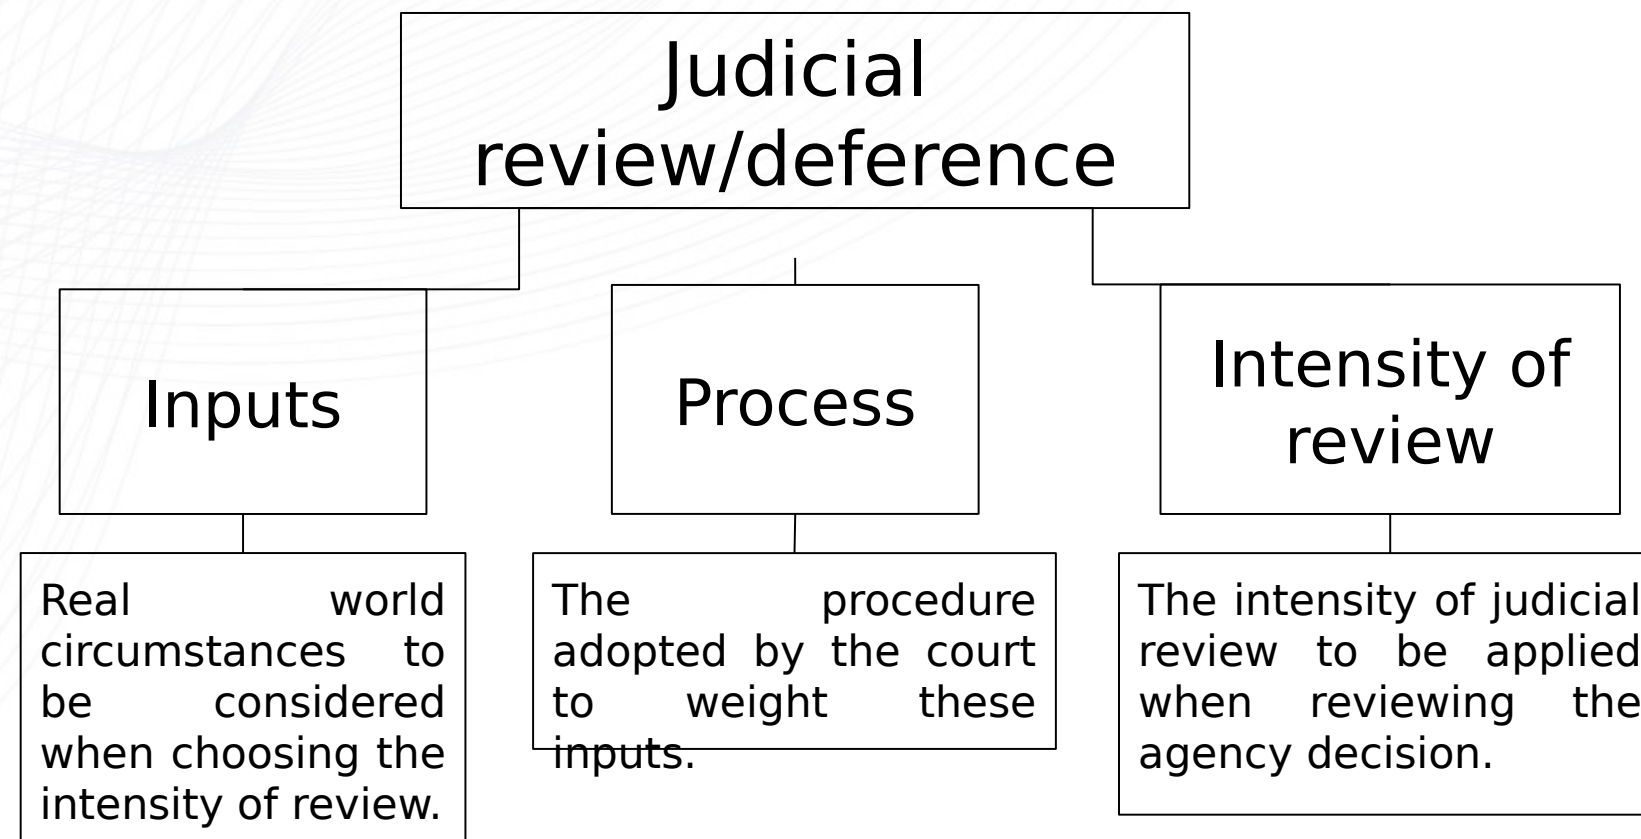 Judicial
review/deference
Inputs
Process
Intensity of
review
Real world
circumstances to
be considered
when choosing the
intensity of review.
The procedure
adopted by the court
to weight these
inputs.
The intensity of judicial
review to be applied
when reviewing the
agency decision.